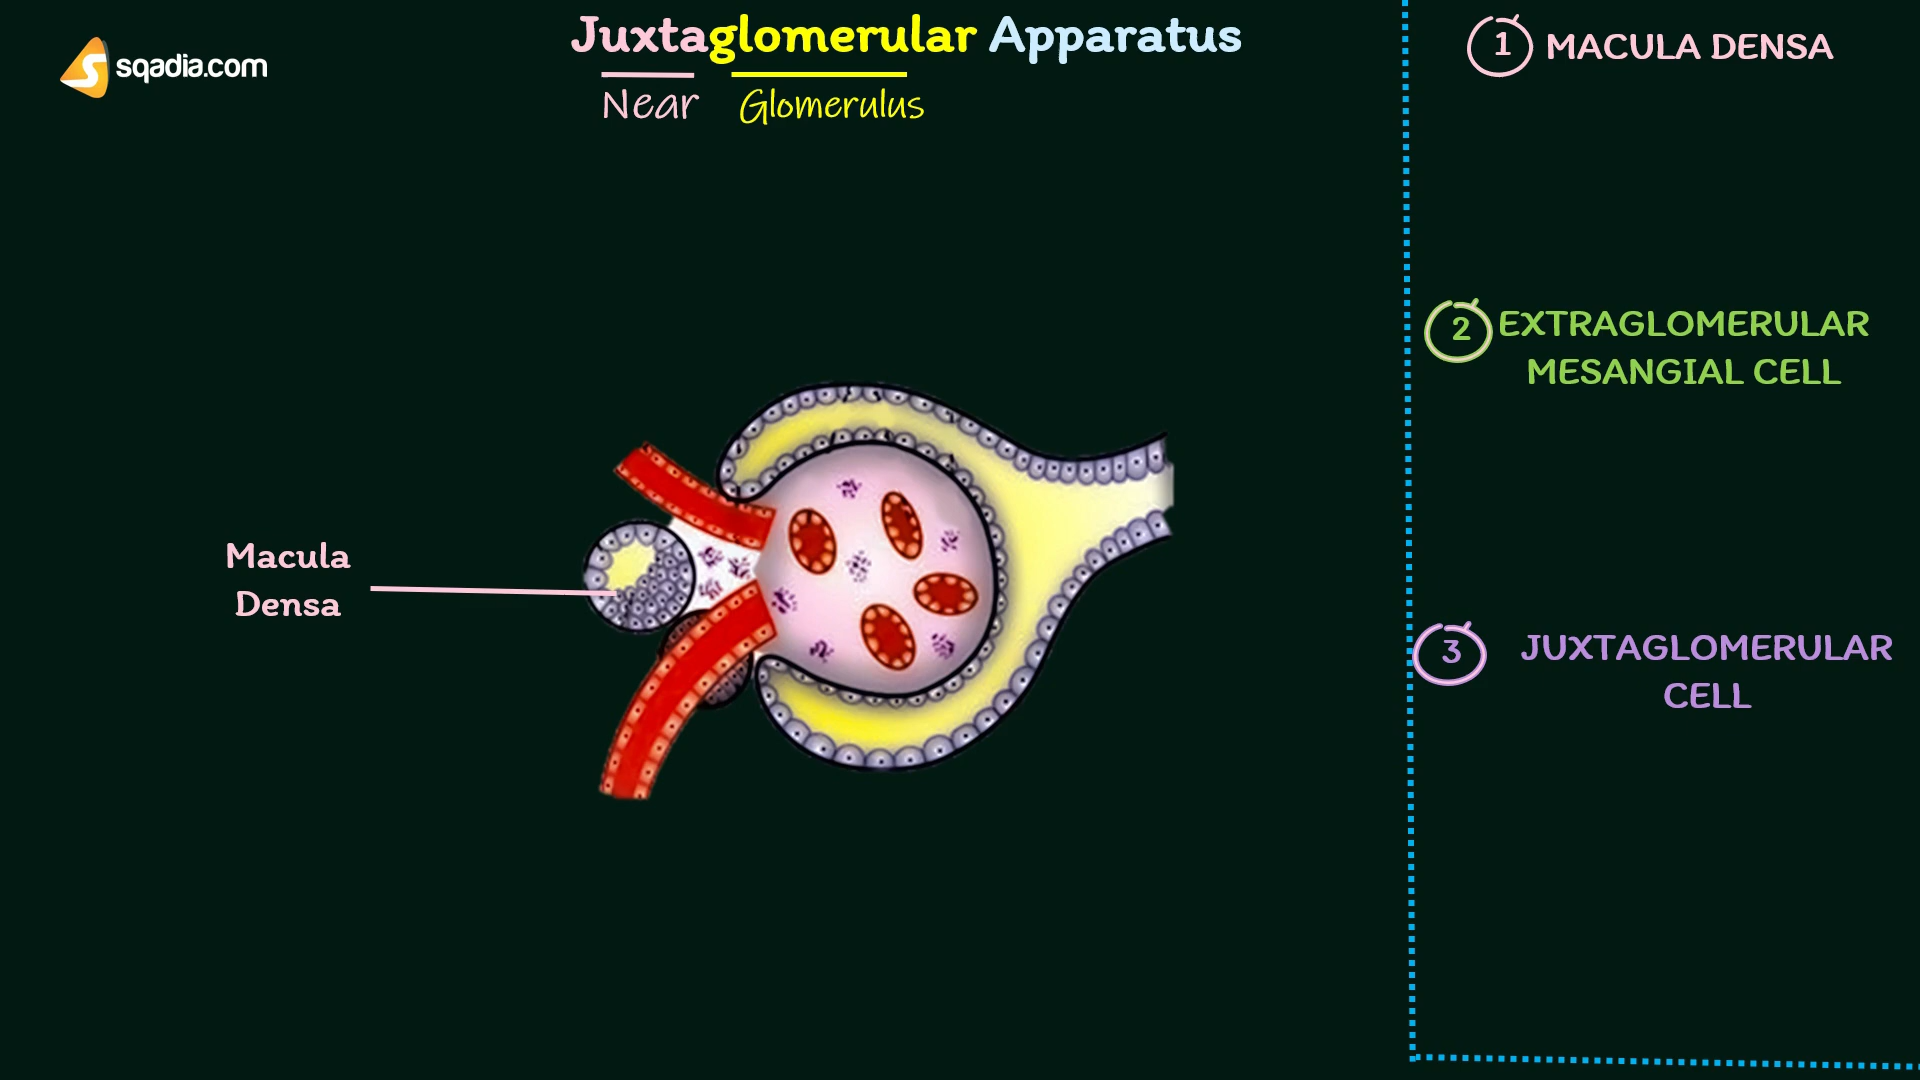 sqadia.com
Juxtaglomerular Apparatus
Near Glomerulus
Macula
Densa
1 MACULA DENSA
2 EXTRAGLOMERULAR
MESANGIAL CELL
3 JUXTAGLOMERULAR
CELL